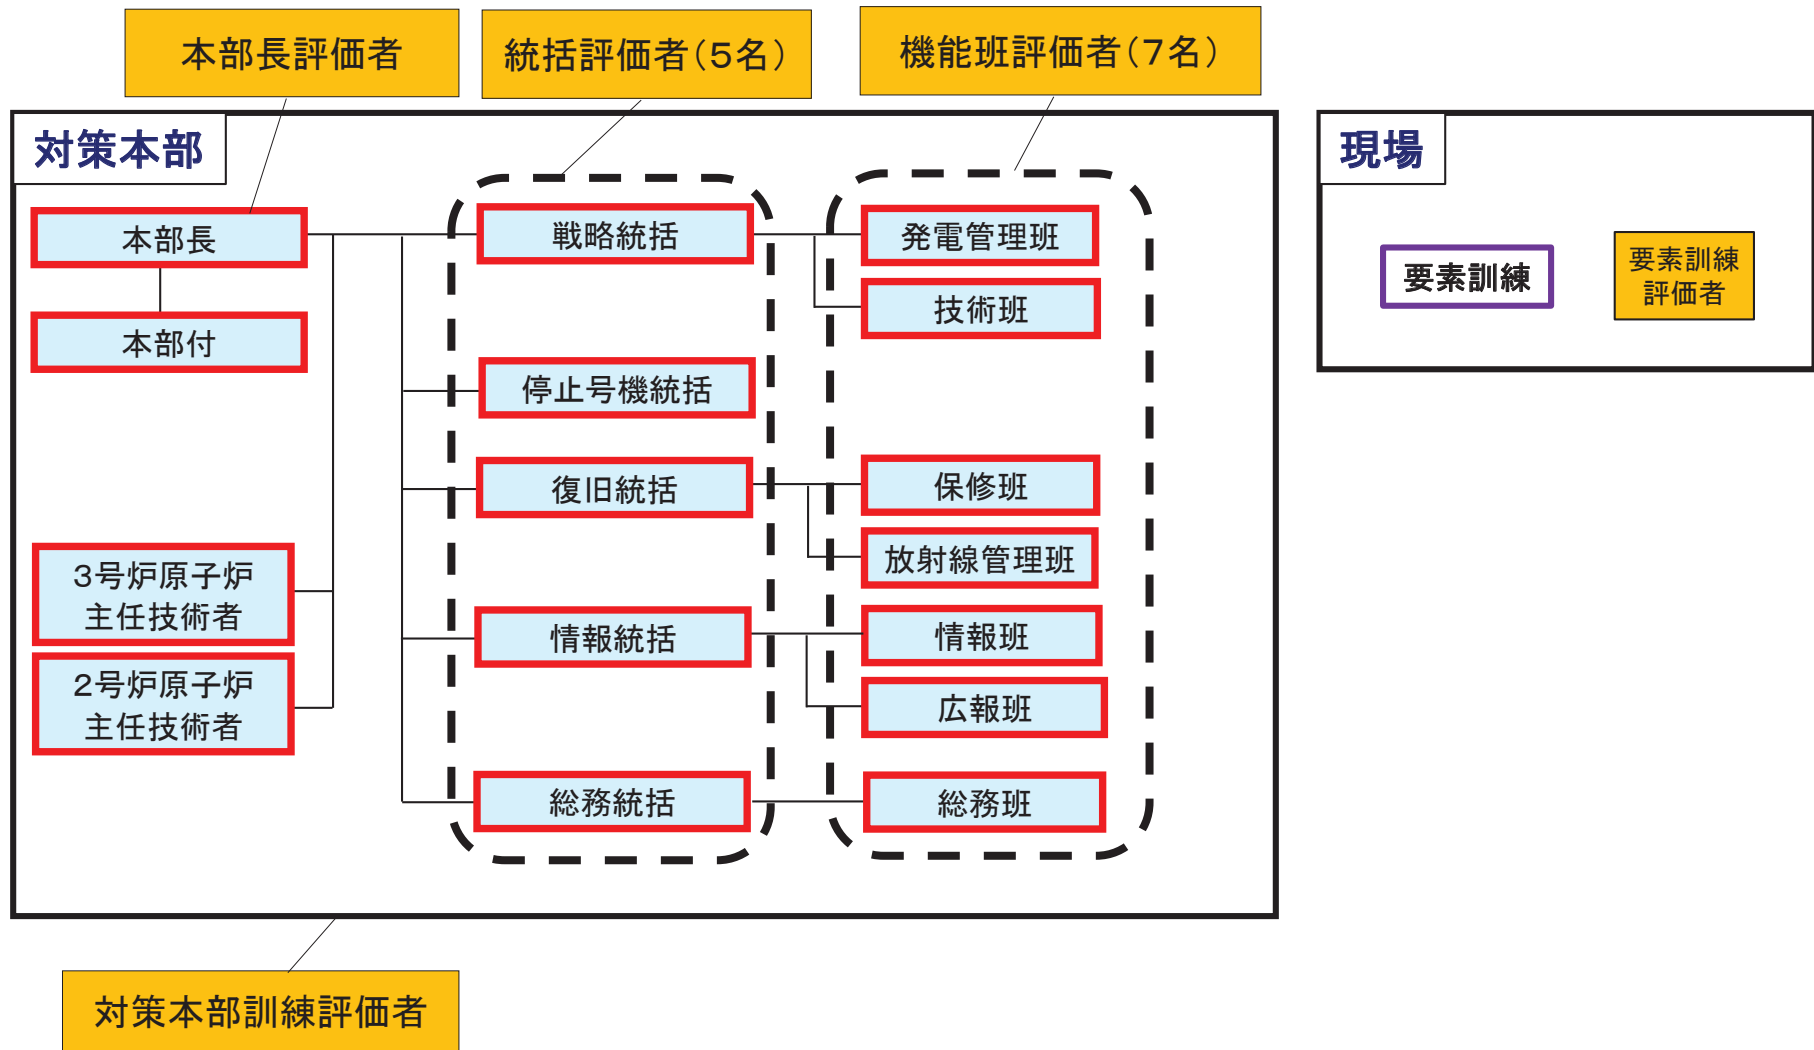 本部長評価者
統括評価者(5名)
機能班評価者(7名)
対策本部
本部長
本部付
3号炉原子炉
主任技術者
2号炉原子炉
主任技術者
戦略統括
停止号機統括
復旧統括
情報統括
総務統括
発電管理班
技術班
保修班
放射線管理班
情報班
広報班
総務班
現場
要素訓練
要素訓練
評価者
対策本部訓練評価者